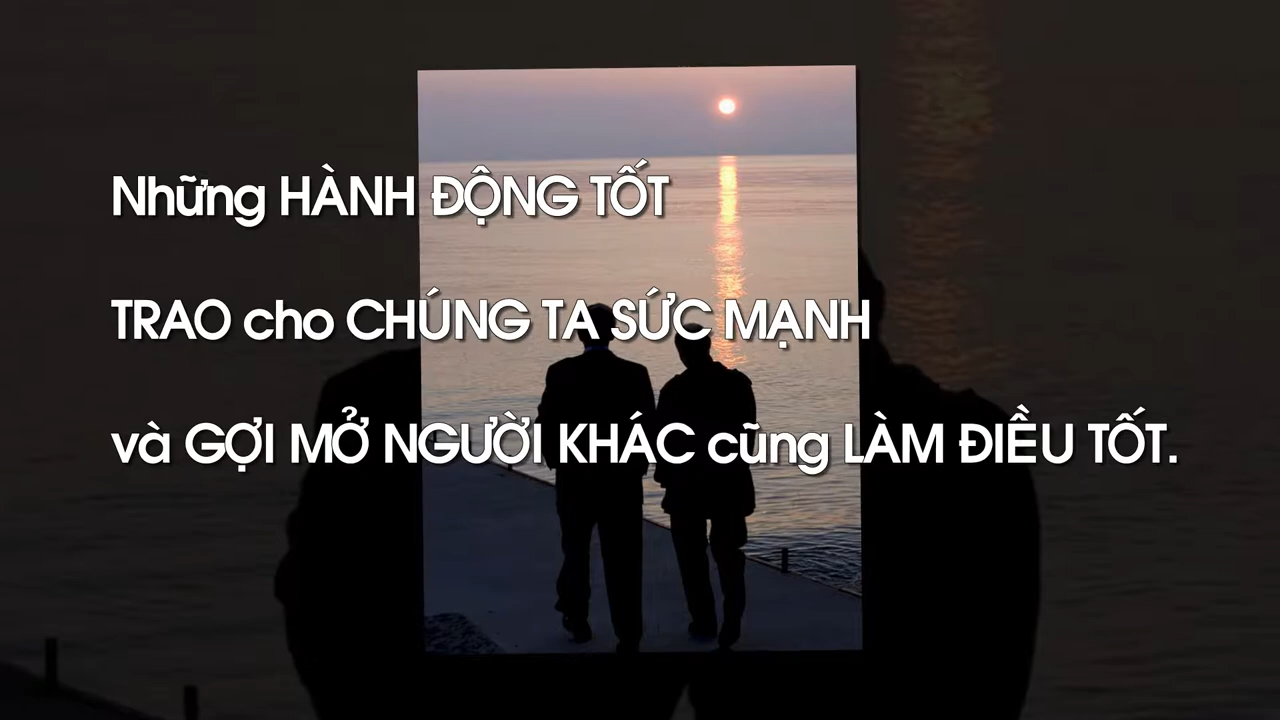 Những HÀNH ĐỘNG TỐT
TRAO cho CHÚNG TA SỨC MẠNH
và GỢI MỞ NGƯỜI KHÁC cũng LÀM ĐIỀU TỐT.